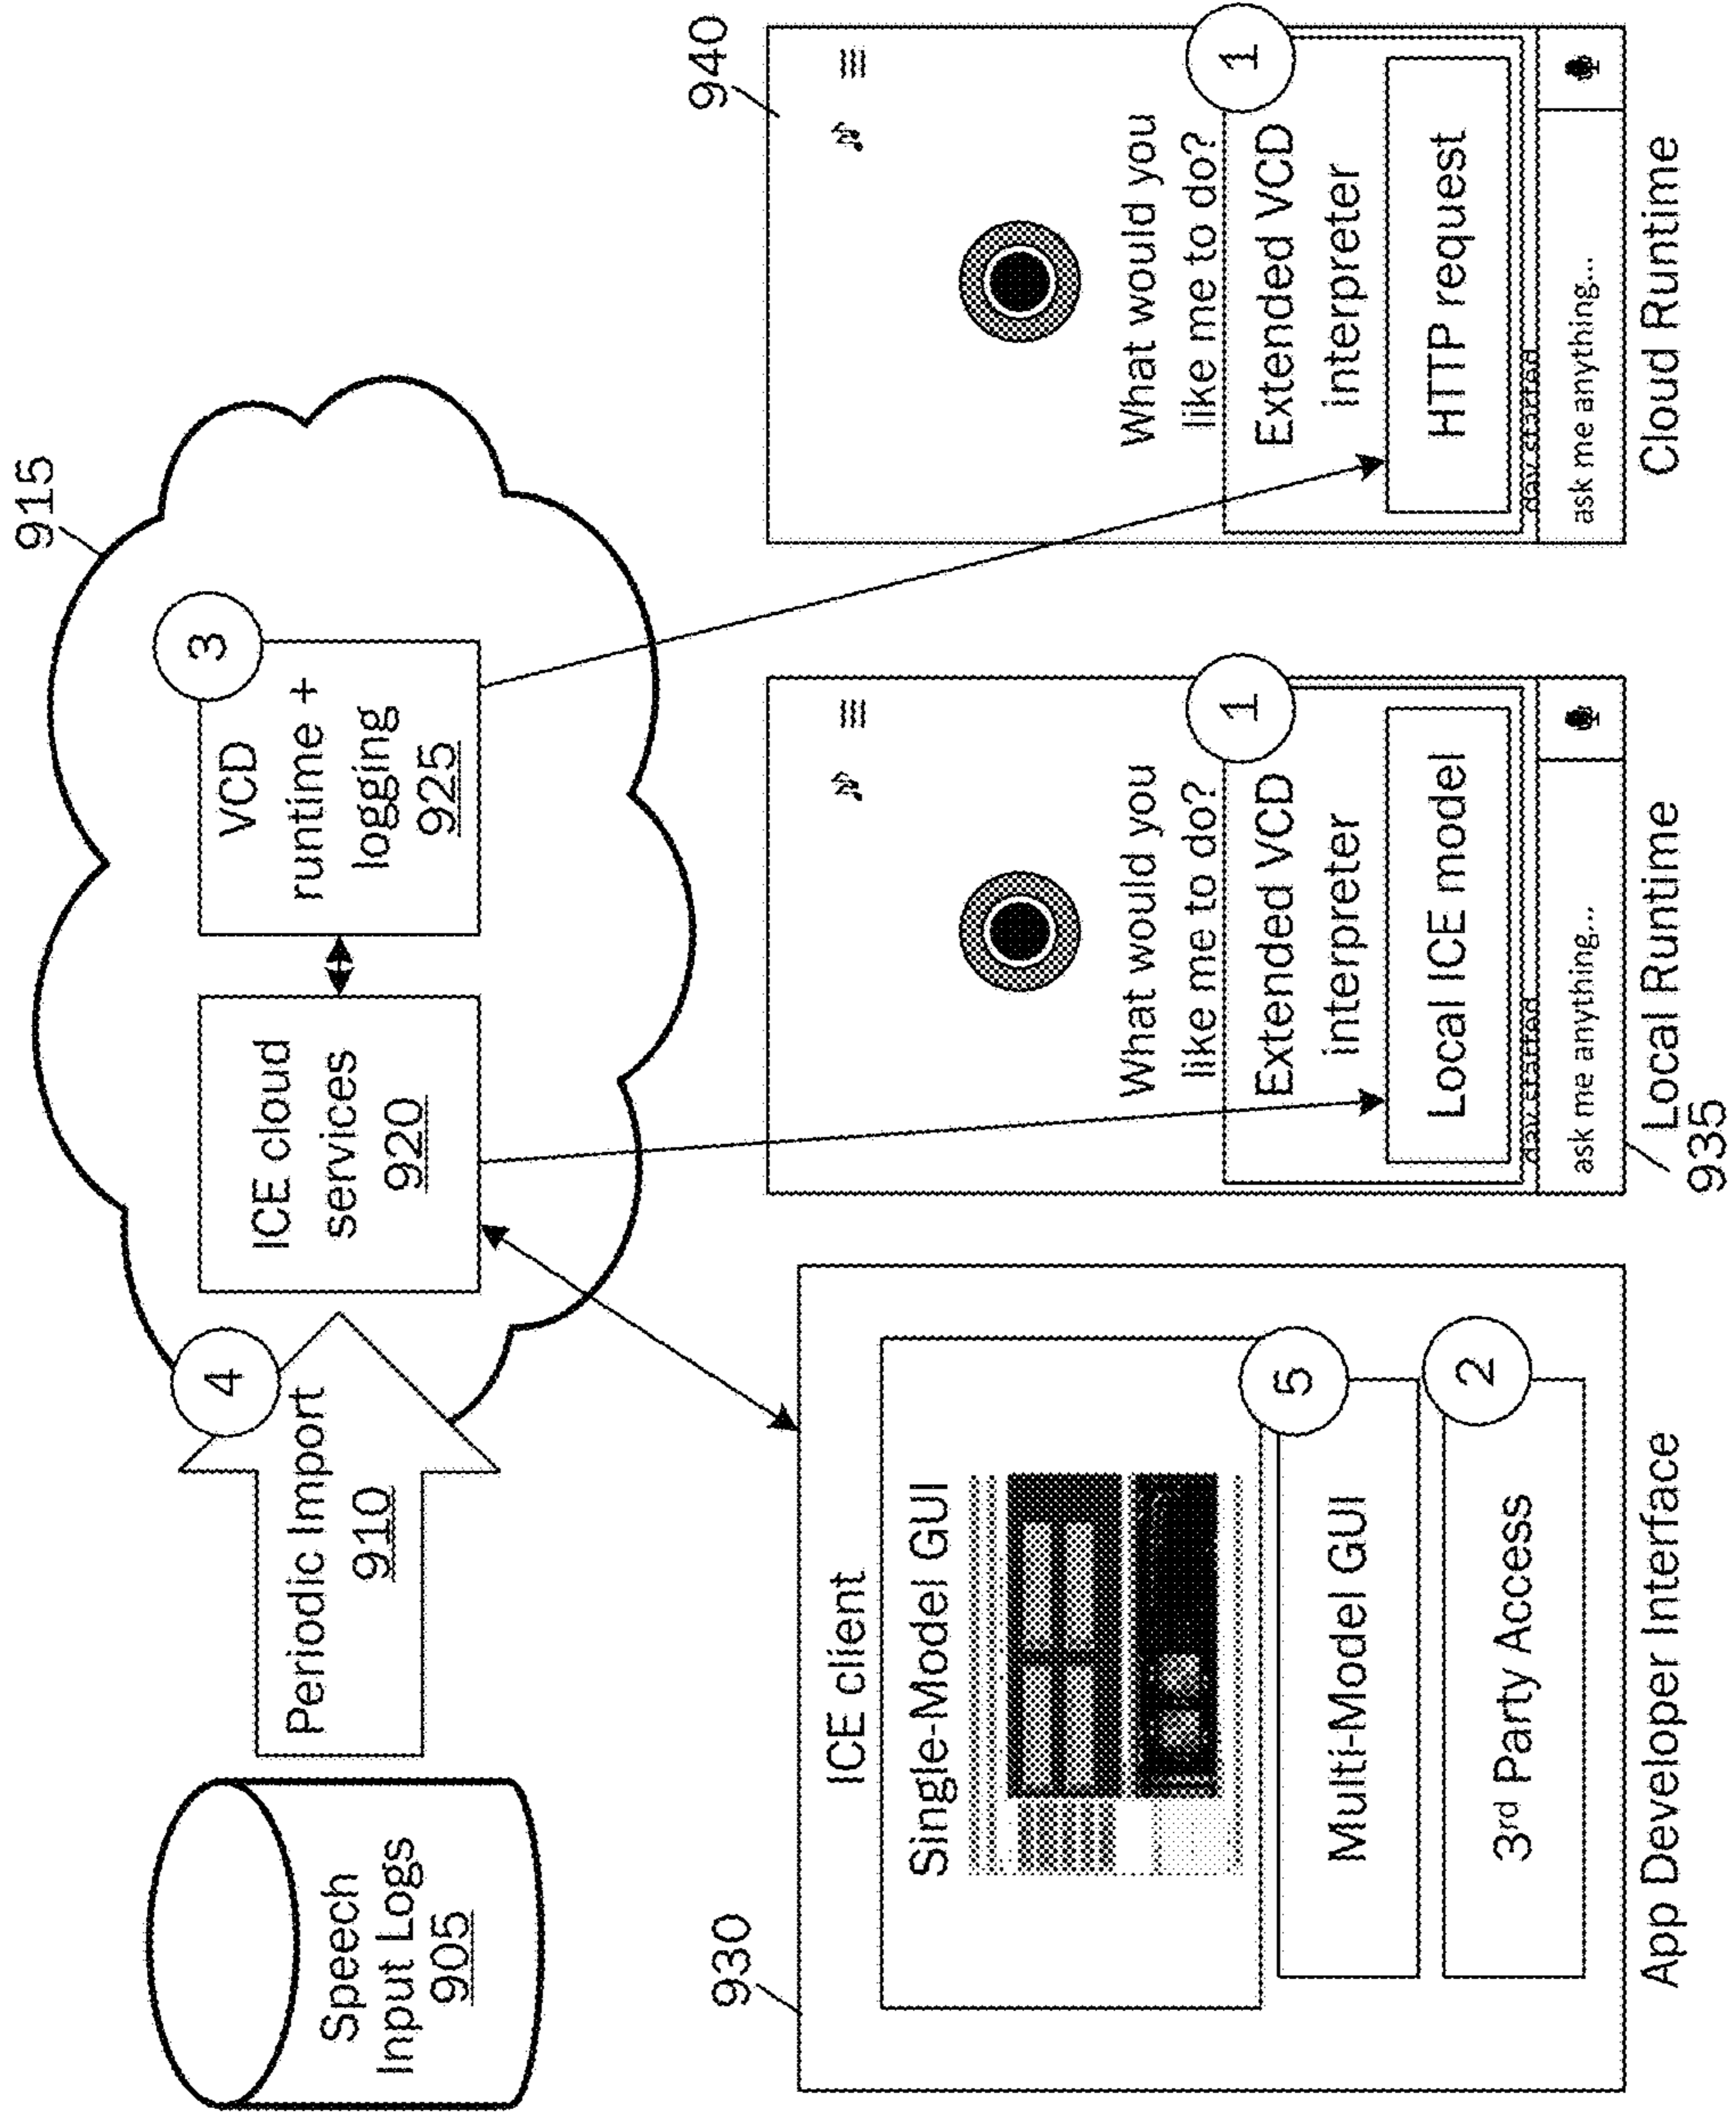 Speech
Input Logs
905
Periodic Import
910
4
915
ICE cloud
services
920
VCD
runtime +
logging
925
3
930
ICE client
Single-Model GUI
Multi-Model GUI
5
3rd Party Access
2
App Developer Interface
What would you
like me to do?
Extended VCD
interpreter
1
Local ICE model
ask me anything...
Local Runtime
935
940
What would you
like me to do?
Extended VCD
interpreter
1
HTTP request
ask me anything...
Cloud Runtime